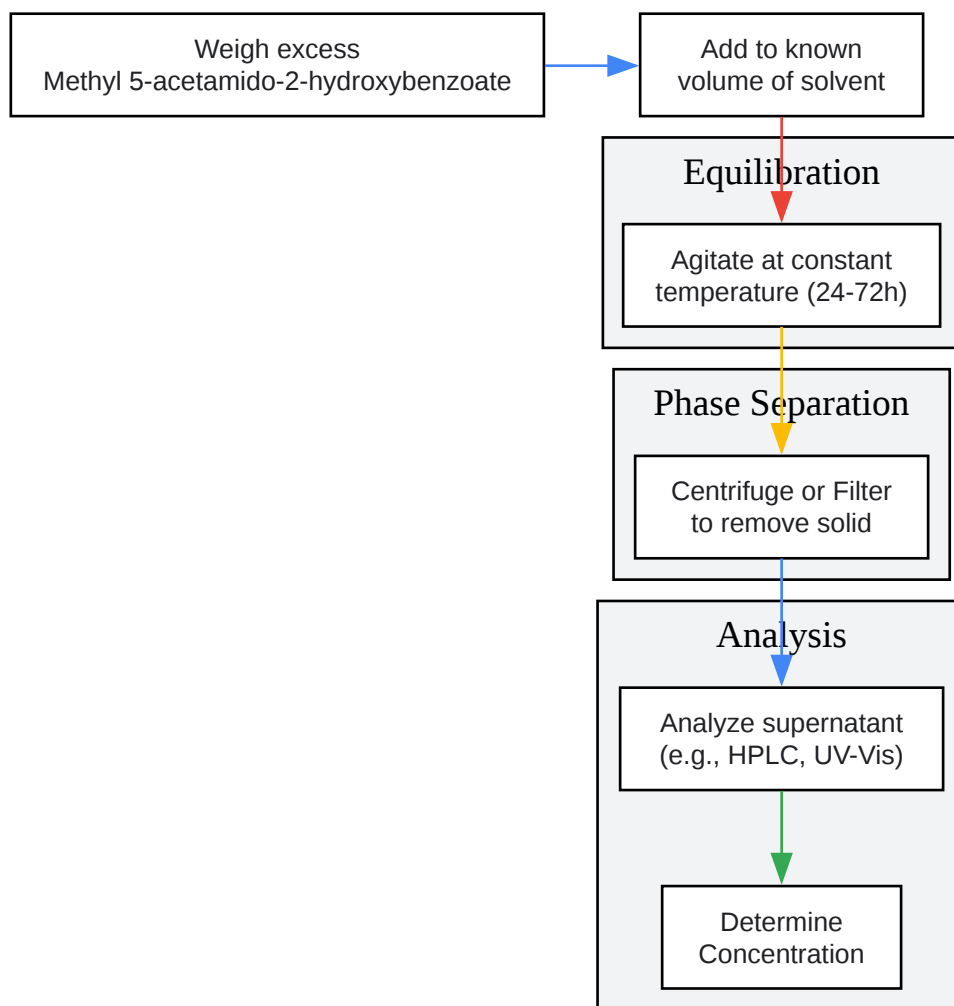 Weigh excess
Methyl 5-acetamido-2-hydroxybenzoate
Add to known
volume of solvent
Equilibration
Agitate at constant
temperature (24-72h)
Phase Separation
Centrifuge or Filter
to remove solid
Analysis
Analyze supernatant
(e.g., HPLC, UV-Vis)
Determine
Concentration